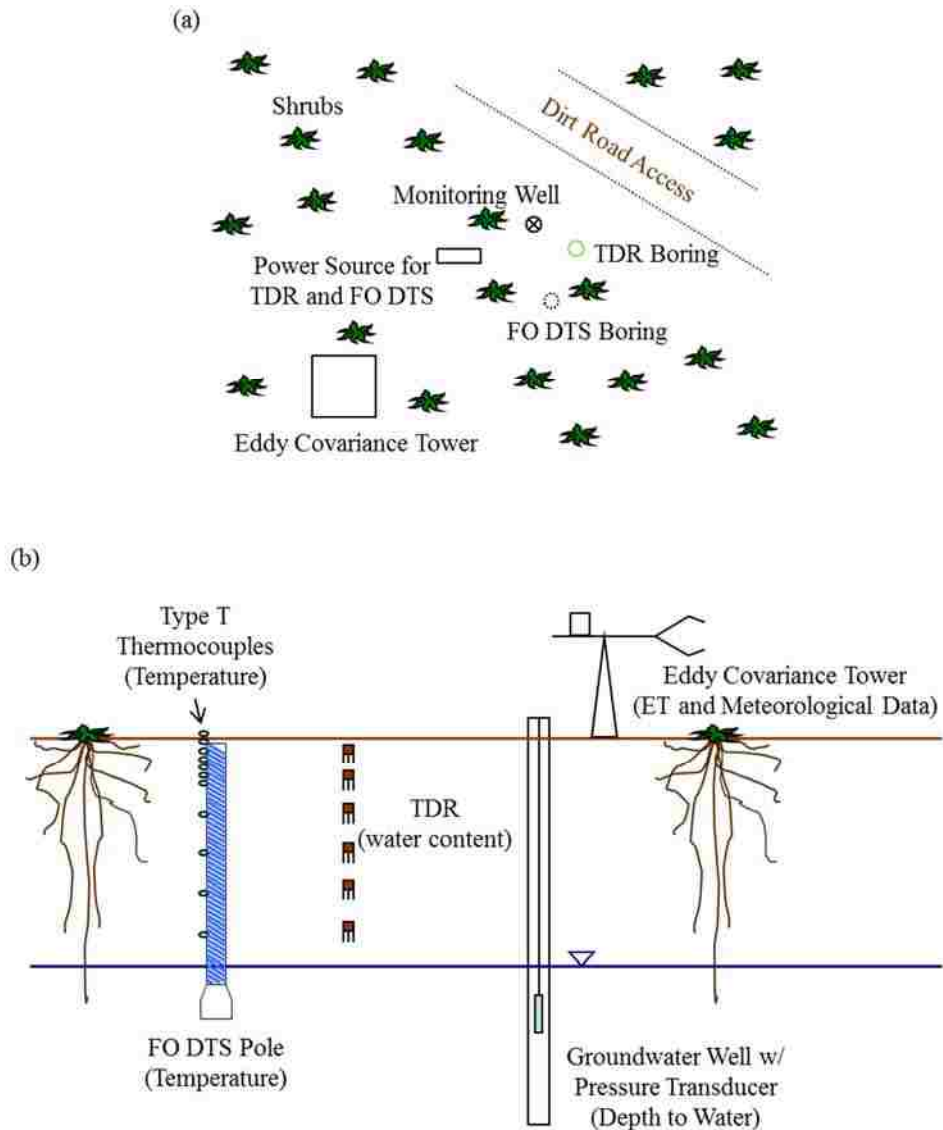 (a)
Shrubs
Dirt Road Access
Monitoring Well
TDR Boring
Power Source for
TDR and FO DTS
FO DTS Boring
Eddy Covariance Tower
(b)
Type T
Thermocouples
(Temperature)
Eddy Covariance Tower
(ET and Meteorological Data)
TDR
(water content)
FO DTS Pole
(Temperature)
Groundwater Well w/
Pressure Transducer
(Depth to Water)